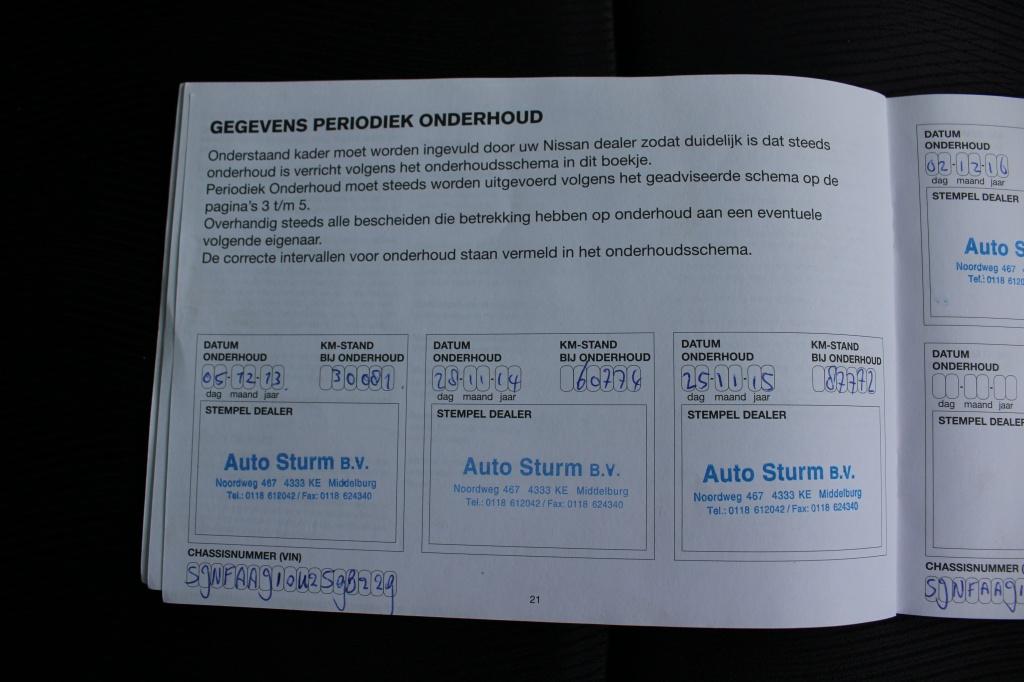 GEGEVENS PERIODIEK ONDERHOUD
Onderstaand kader moet worden ingevuld door uw Nissan dealer zodat duidelijk is dat steeds
onderhoud is verricht volgens het onderhoudsschema in dit boekje.
Periodiek Onderhoud moet steeds worden uitgevoerd volgens het geadviseerde schema op de
pagina's 3 t/m 5.
Overhandig steeds alle bescheiden die betrekking hebben op onderhoud aan een eventuele
volgende eigenaar.
De correcte intervallen voor onderhoud staan vermeld in het onderhoudsschema.
DATUM
ONDERHOUD
KM-STAND
BIJ ONDERHOUD
05-12-13
30081
dag maand jaar
STEMPEL DEALER
Auto Sturm B.V.
Noordweg 467 4333 KE Middelburg
Tel.: 0118 612042 / Fax: 0118 624340
CHASSISNUMMER (VIN)
DATUM
ONDERHOUD
KM-STAND
BIJ ONDERHOUD
28-11-14
60774
dag maand jaar
STEMPEL DEALER
Auto Sturm B.V.
Noordweg 467 4333 KE Middelburg
Tel.: 0118 612042 / Fax: 0118 624340
DATUM
ONDERHOUD
KM-STAND
BIJ ONDERHOUD
25-11-15
87772
dag maand jaar
STEMPEL DEALER
Auto Sturm B.V.
Noordweg 467 4333 KE Middelburg
Tel.: 0118 612042 / Fax: 0118 624340
21
DATUM
ONDERHOUD
02-12-16
dag maand jaar
STEMPEL DEALER
Auto S
Noordweg 467
Tel.: 0118 612
DATUM
ONDERHOUD
dag maand jaar
STEMPEL DEALER
CHASSISNUMMER (